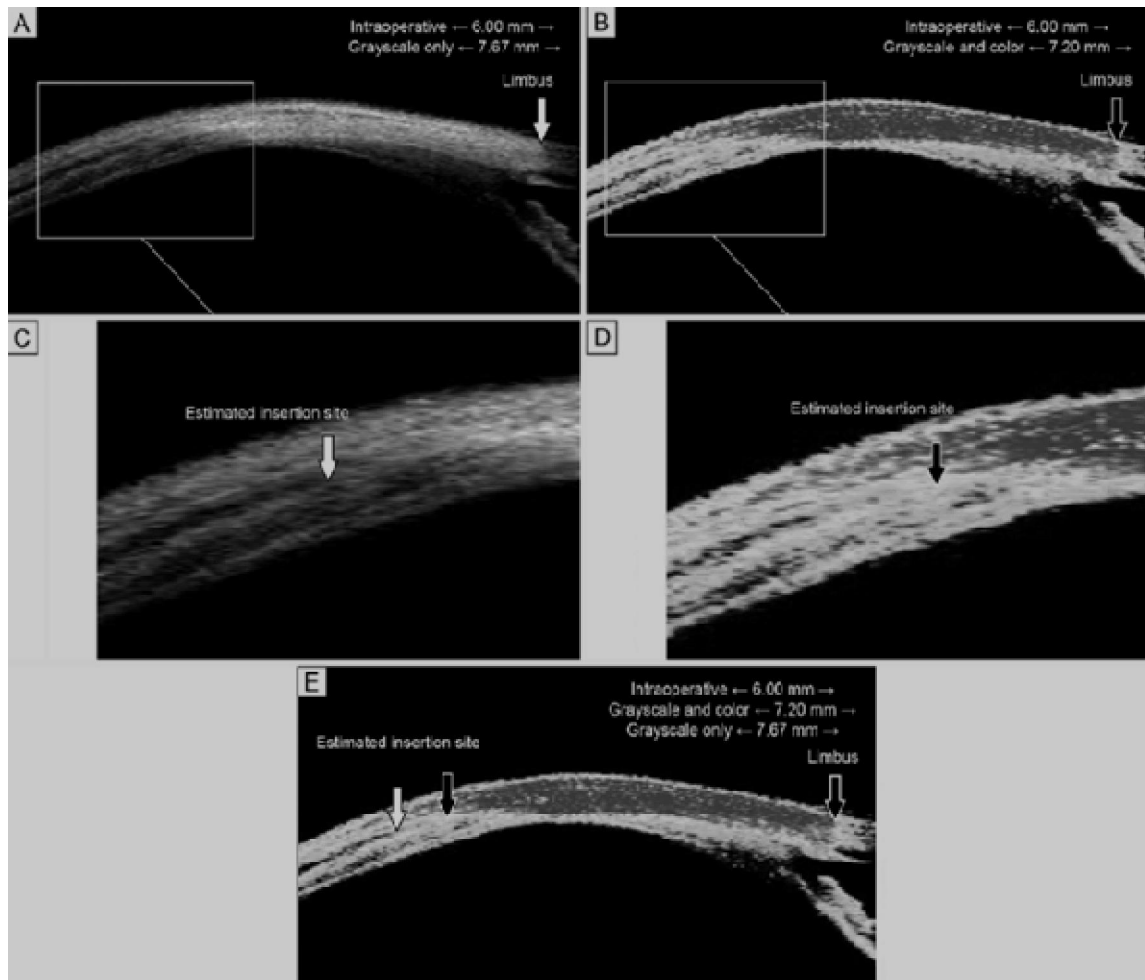 A
Intraoperative ← 6.00 mm →
Grayscale only ← 7.67 mm →
Limbus
B
Intraoperative ← 6.00 mm →
Grayscale and color ← 7.20 mm →
Limbus
C
Estimated insertion site
D
Estimated insertion site
E
Intraoperative ← 6.00 mm →
Grayscale and color ← 7.20 mm →
Grayscale only ← 7.67 mm →
Estimated insertion site
Limbus